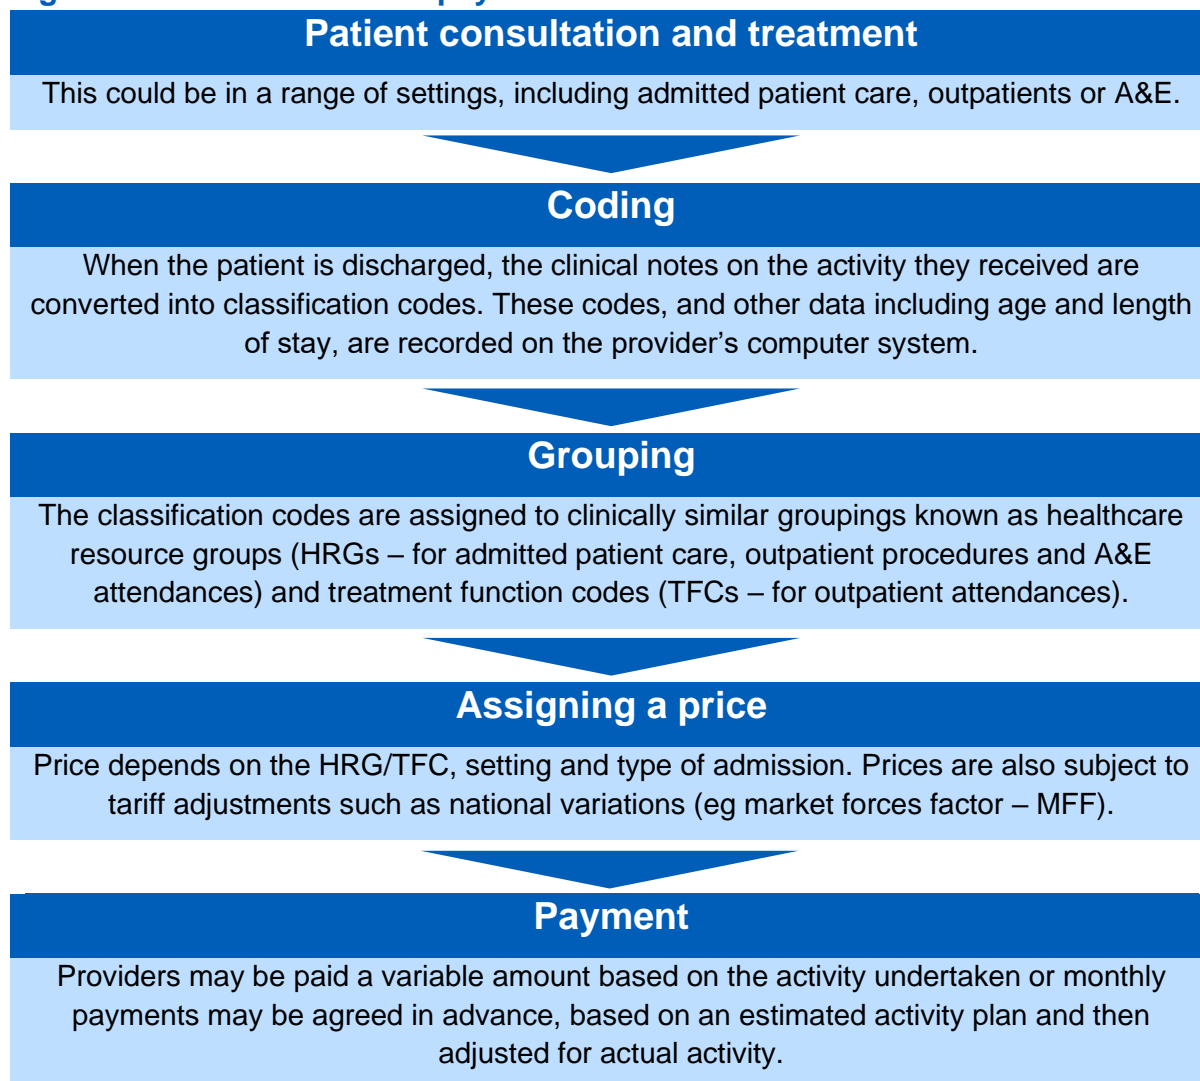 Patient consultation and treatment
This could be in a range of settings, including admitted patient care, outpatients or A&E.
Coding
When the patient is discharged, the clinical notes on the activity they received are
converted into classification codes. These codes, and other data including age and length
of stay, are recorded on the provider's computer system.
Grouping
The classification codes are assigned to clinically similar groupings known as healthcare
resource groups (HRGs – for admitted patient care, outpatient procedures and A&E
attendances) and treatment function codes (TFCs – for outpatient attendances).
Assigning a price
Price depends on the HRG/TFC, setting and type of admission. Prices are also subject to
tariff adjustments such as national variations (eg market forces factor – MFF).
Payment
Providers may be paid a variable amount based on the activity undertaken or monthly
payments may be agreed in advance, based on an estimated activity plan and then
adjusted for actual activity.